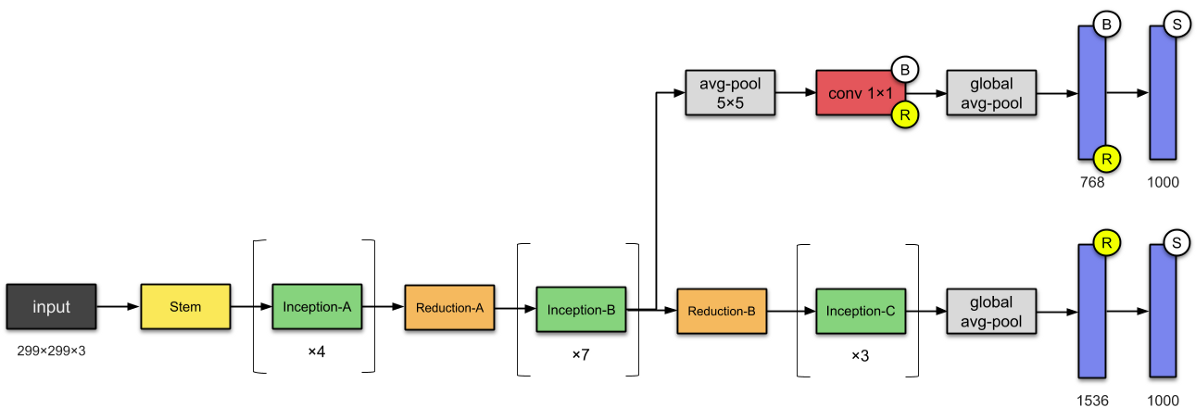 B
S
avg-pool
5×5
B
conv 1×1
R
global
avg-pool
R
768
1000
R
S
input
Stem
Inception-A
Reduction-A
Inception-B
Reduction-B
Inception-C
global
avg-pool
299×299×3
×4
×7
×3
1536
1000